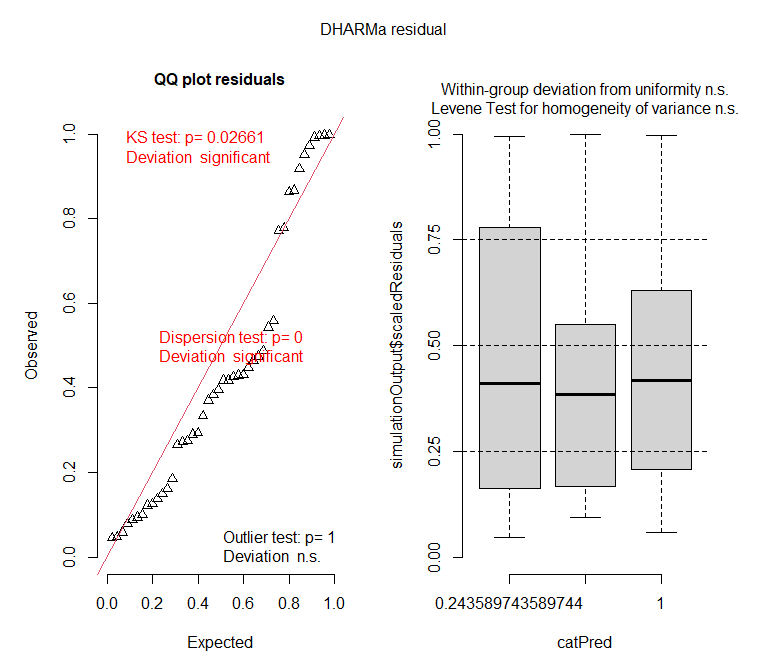 DHARMa residual
QQ plot residuals
KS test: p= 0.02661
Deviation significant
Dispersion test: p= 0
Deviation significant
Outlier test: p= 1
Deviation n.s.
Observed
0.0 0.2 0.4 0.6 0.8 1.0
0.0 0.2 0.4 0.6 0.8 1.0
Expected
Within-group deviation from uniformity n.s.
Levene Test for homogeneity of variance n.s.
simulationOutput$scaledResiduals
0.00 0.25 0.50 0.75 1.00
0.243589743589744 1
catPred